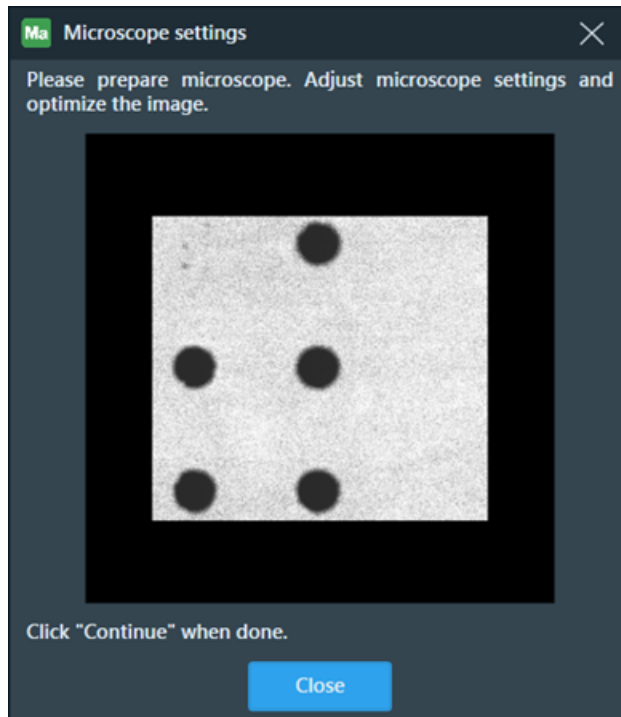 Ma Microscope settings
Please prepare microscope. Adjust microscope settings and
optimize the image.
Click "Continue" when done.
Close